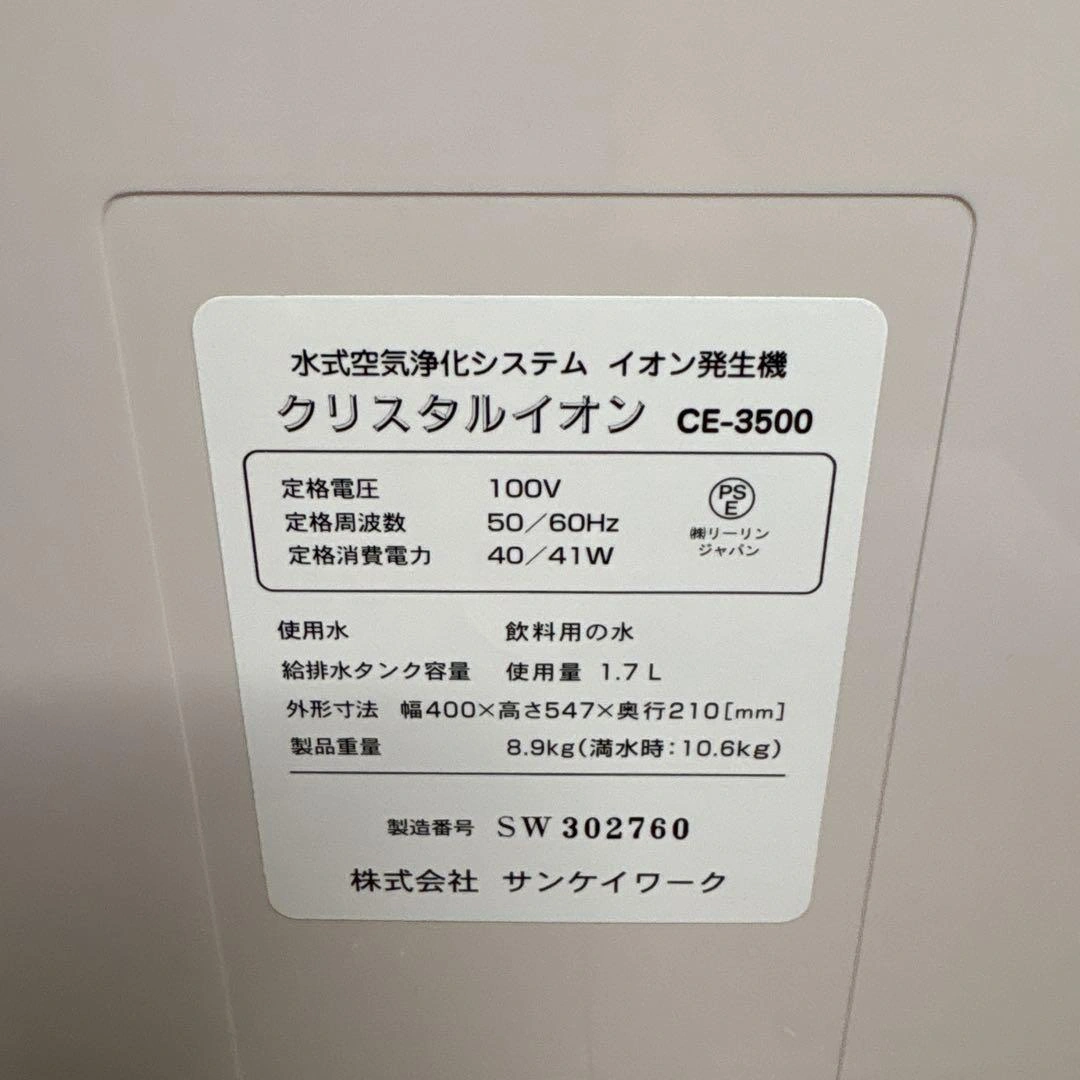 水式空気浄化システム イオン発生機
クリスタルイオン CE-3500
定格電圧 100V
定格周波数 50/60Hz
定格消費電力 40/41W
PS
E
㈱リーリン
ジャパン
使用水 飲料用の水
給排水タンク容量 使用量 1.7L
外形寸法 幅400×高さ547×奥行210[mm]
製品重量 8.9kg(満水時:10.6kg)
製造番号 SW 302760
株式会社 サンケイワーク